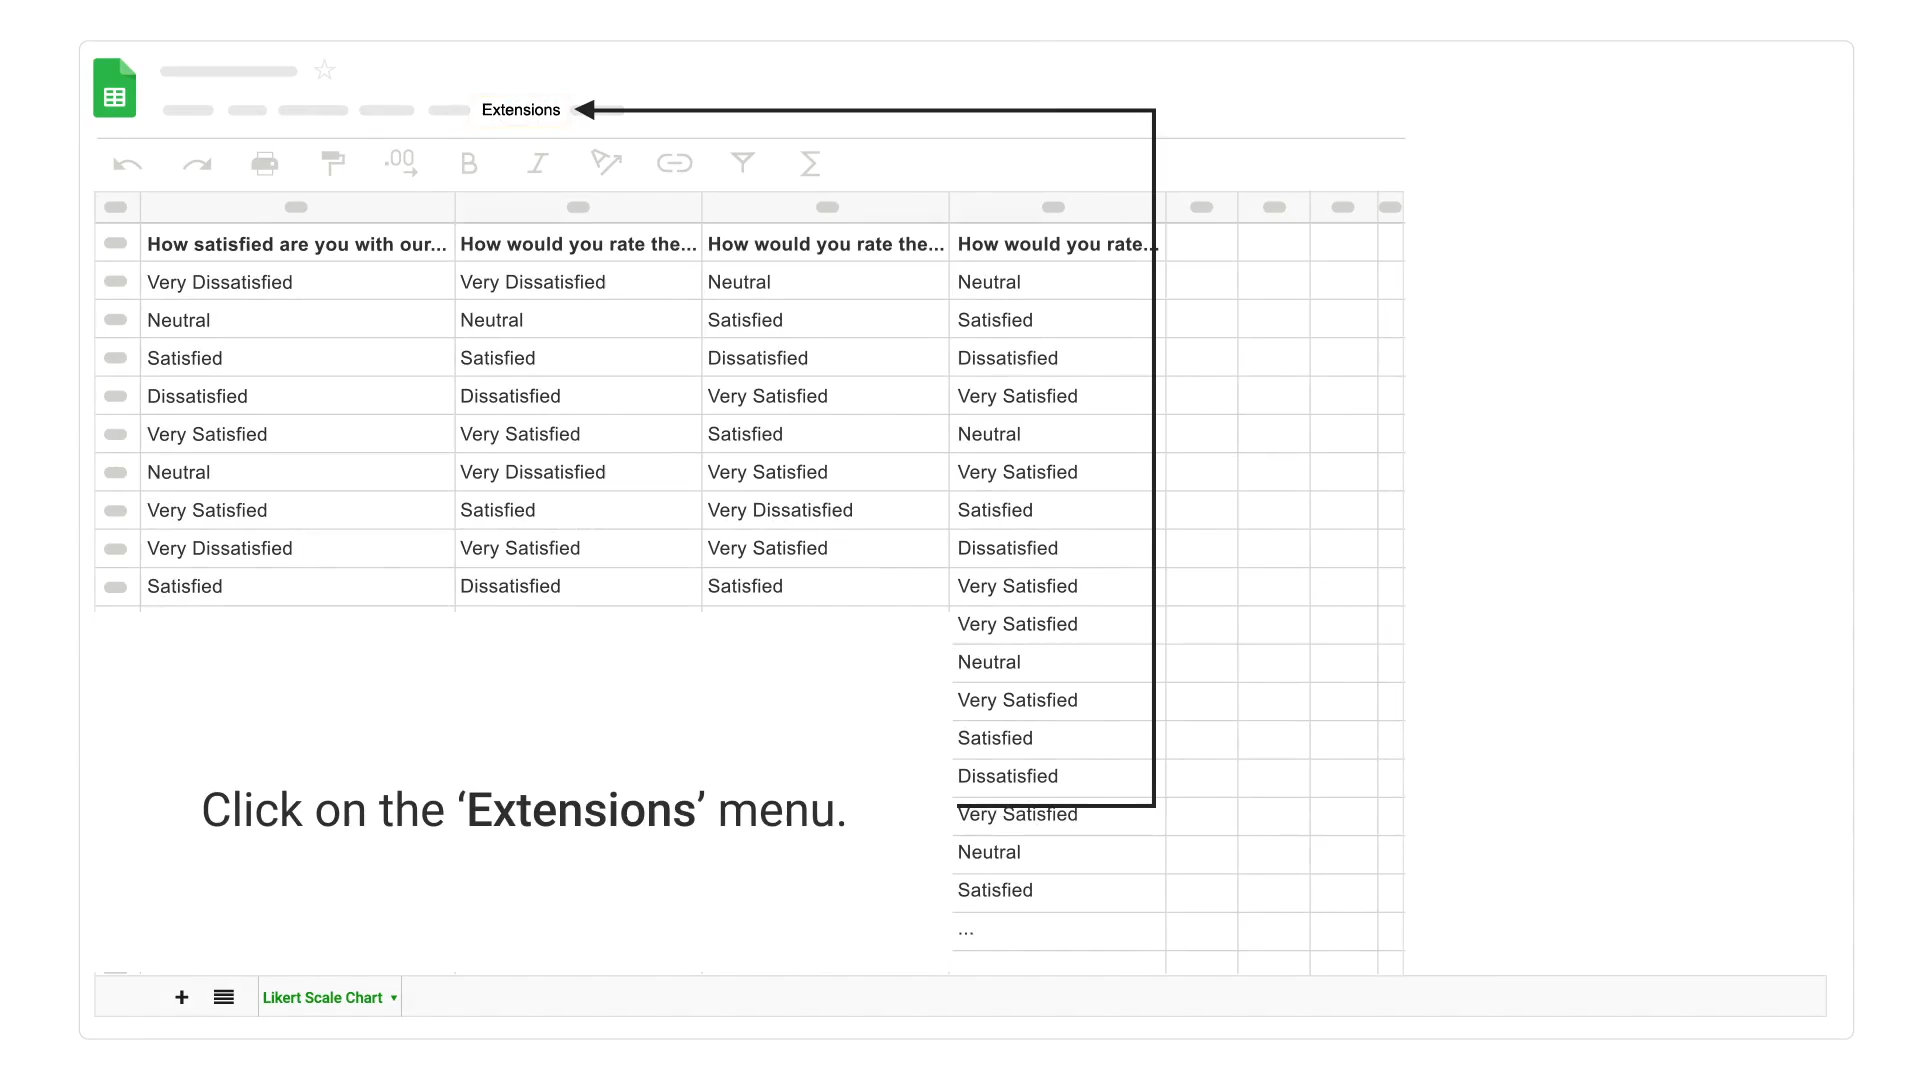 Extensions
.00
How satisfied are you with our... How would you rate the... How would you rate the... How would you rate...
Very Dissatisfied Very Dissatisfied Neutral Neutral
Neutral Neutral Satisfied Satisfied
Satisfied Satisfied Dissatisfied Dissatisfied
Dissatisfied Dissatisfied Very Satisfied Very Satisfied
Very Satisfied Very Satisfied Satisfied Neutral
Neutral Very Dissatisfied Very Satisfied Very Satisfied
Very Satisfied Satisfied Very Dissatisfied Satisfied
Very Dissatisfied Very Satisfied Very Satisfied Dissatisfied
Satisfied Dissatisfied Satisfied Very Satisfied
Very Satisfied
Neutral
Very Satisfied
Satisfied
Dissatisfied
Very Satisfied
Neutral
Satisfied
...
Click on the ‘Extensions’ menu.
Likert Scale Chart